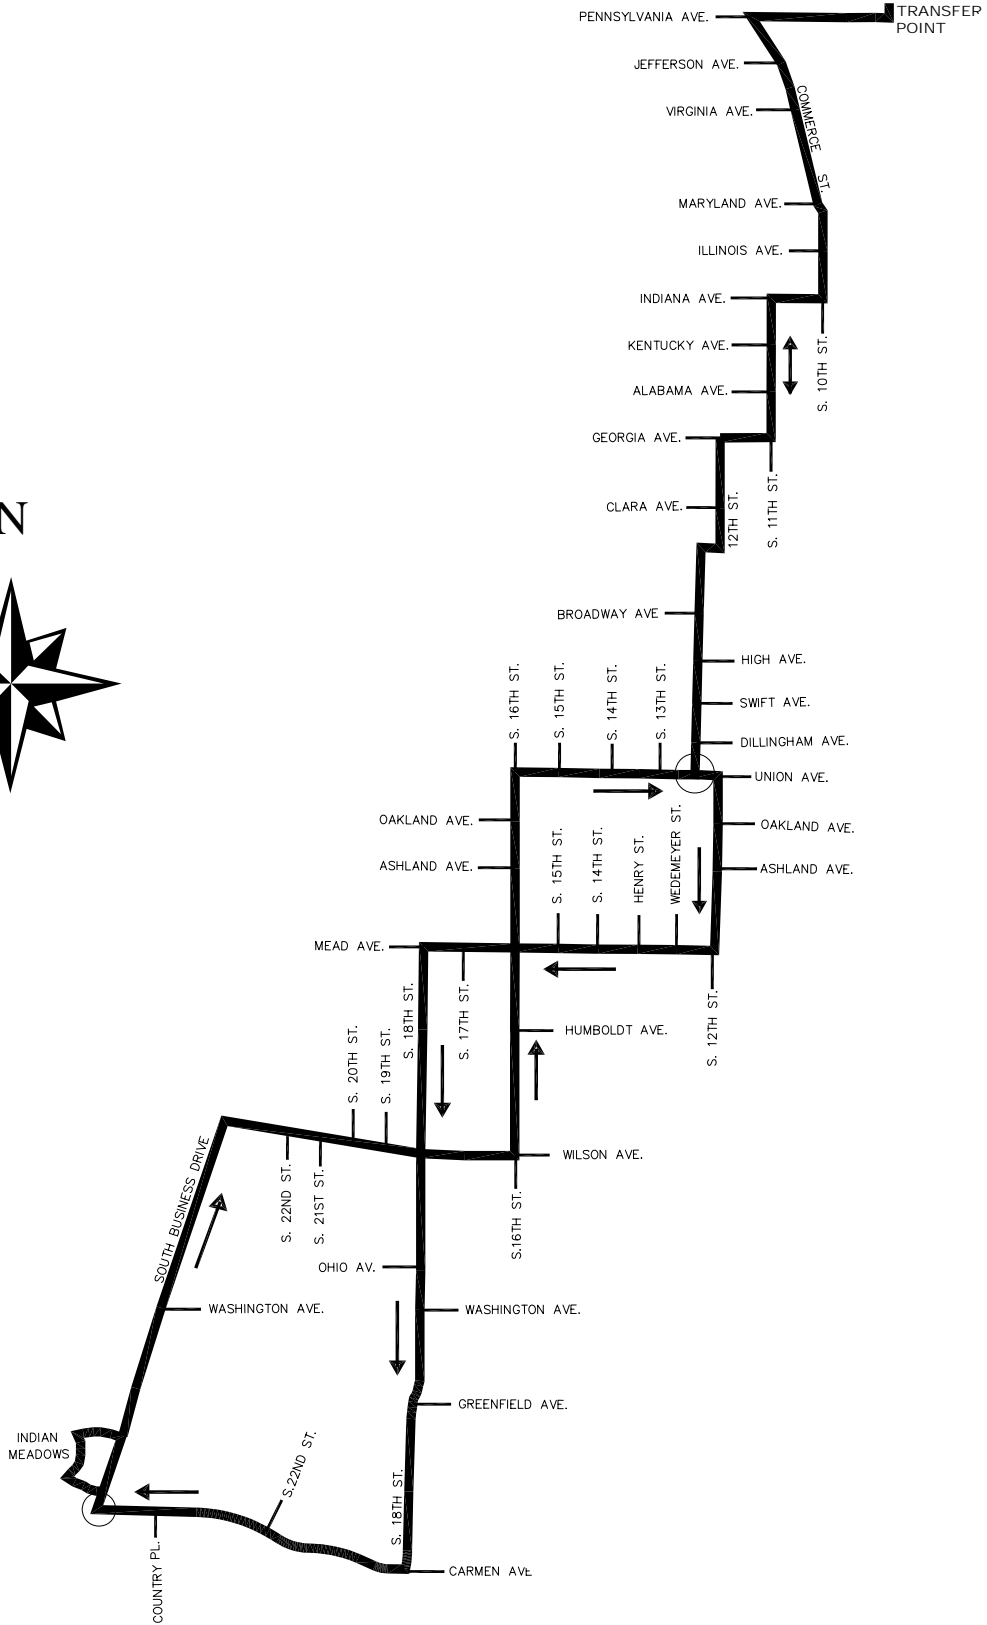 PENNSYLVANIA AVE.
TRANSFER
POINT
JEFFERSON AVE.
COMMERCE ST.
VIRGINIA AVE.
MARYLAND AVE.
ILLINOIS AVE.
INDIANA AVE.
KENTUCKY AVE.
S. 10TH ST.
ALABAMA AVE.
GEORGIA AVE.
CLARA AVE.
12TH ST.
S. 11TH ST.
N
BROADWAY AVE
HIGH AVE.
S. 16TH ST.
S. 15TH ST.
S. 14TH ST.
S. 13TH ST.
SWIFT AVE.
DILLINGHAM AVE.
UNION AVE.
OAKLAND AVE.
OAKLAND AVE.
ASHLAND AVE.
S. 15TH ST.
S. 14TH ST.
HENRY ST.
WEDEMEYER ST.
ASHLAND AVE.
MEAD AVE.
S. 18TH ST.
S. 17TH ST.
S. 12TH ST.
HUMBOLDT AVE.
S. 20TH ST.
S. 19TH ST.
WILSON AVE.
SOUTH BUSINESS DRIVE
S. 22ND ST.
S. 21ST ST.
S.16TH ST.
OHIO AV.
WASHINGTON AVE.
WASHINGTON AVE.
GREENFIELD AVE.
INDIAN
MEADOWS
S.22ND ST.
S. 18TH ST.
COUNTRY PL.
CARMEN AVE